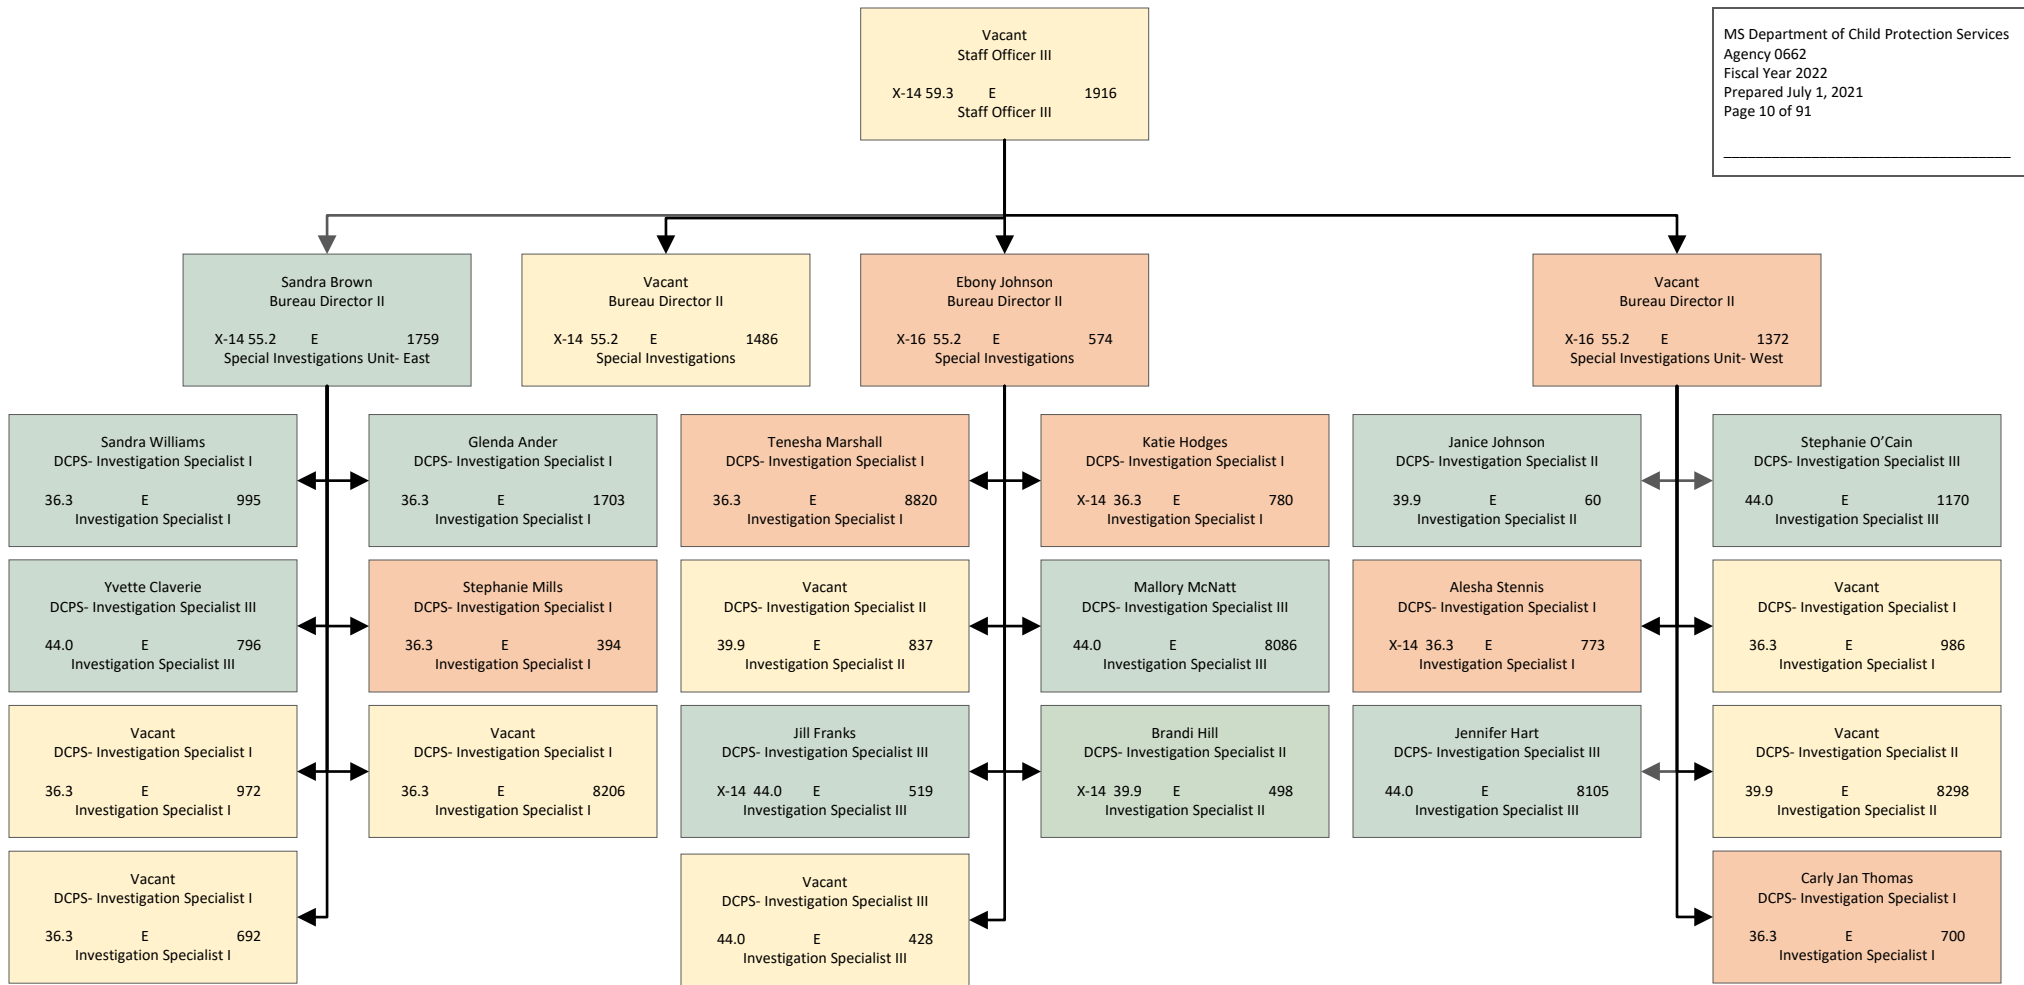 Vacant
Staff Officer III
X-14 59.3 E 1916
Staff Officer III
MS Department of Child Protection Services
Agency 0662
Fiscal Year 2022
Prepared July 1, 2021
Page 10 of 91
Sandra Brown
Bureau Director II
X-14 55.2 E 1759
Special Investigations Unit- East
Vacant
Bureau Director II
X-14 55.2 E 1486
Special Investigations
Ebony Johnson
Bureau Director II
X-16 55.2 E 574
Special Investigations
Vacant
Bureau Director II
X-16 55.2 E 1372
Special Investigations Unit- West
Sandra Williams
DCPS- Investigation Specialist I
36.3 E 995
Investigation Specialist I
Glenda Ander
DCPS- Investigation Specialist I
36.3 E 1703
Investigation Specialist I
Tenesha Marshall
DCPS- Investigation Specialist I
36.3 E 8820
Investigation Specialist I
Katie Hodges
DCPS- Investigation Specialist I
X-14 36.3 E 780
Investigation Specialist I
Janice Johnson
DCPS- Investigation Specialist II
39.9 E 60
Investigation Specialist II
Stephanie O’Cain
DCPS- Investigation Specialist III
44.0 E 1170
Investigation Specialist III
Yvette Claverie
DCPS- Investigation Specialist III
44.0 E 796
Investigation Specialist III
Stephanie Mills
DCPS- Investigation Specialist I
36.3 E 394
Investigation Specialist I
Vacant
DCPS- Investigation Specialist II
39.9 E 837
Investigation Specialist II
Mallory McNatt
DCPS- Investigation Specialist III
44.0 E 8086
Investigation Specialist III
Alesha Stennis
DCPS- Investigation Specialist I
X-14 36.3 E 773
Investigation Specialist I
Vacant
DCPS- Investigation Specialist I
36.3 E 986
Investigation Specialist I
Vacant
DCPS- Investigation Specialist I
36.3 E 972
Investigation Specialist I
Vacant
DCPS- Investigation Specialist I
36.3 E 8206
Investigation Specialist I
Jill Franks
DCPS- Investigation Specialist III
X-14 44.0 E 519
Investigation Specialist III
Brandi Hill
DCPS- Investigation Specialist II
X-14 39.9 E 498
Investigation Specialist II
Jennifer Hart
DCPS- Investigation Specialist III
44.0 E 8105
Investigation Specialist III
Vacant
DCPS- Investigation Specialist II
39.9 E 8298
Investigation Specialist II
Vacant
DCPS- Investigation Specialist I
36.3 E 692
Investigation Specialist I
Vacant
DCPS- Investigation Specialist III
44.0 E 428
Investigation Specialist III
Carly Jan Thomas
DCPS- Investigation Specialist I
36.3 E 700
Investigation Specialist I